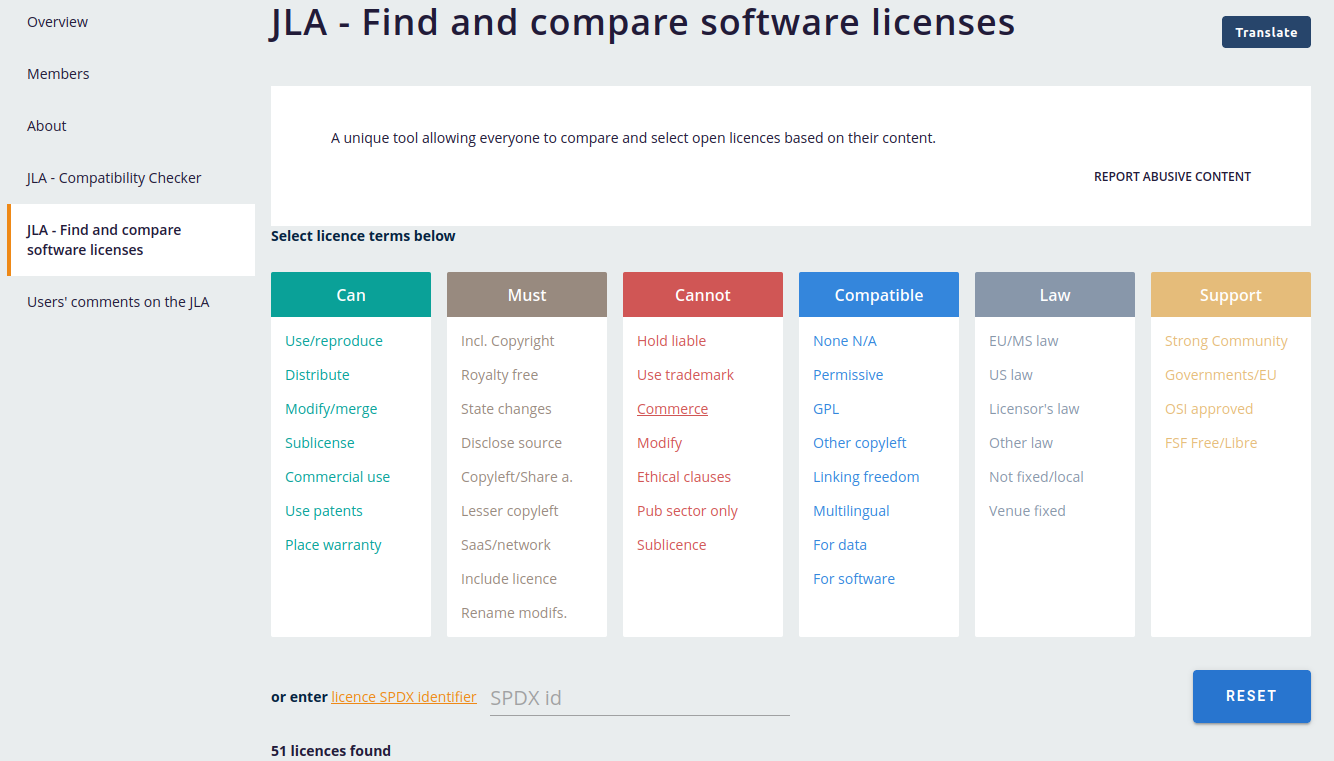 Overview
Members
About
JLA - Compatibility Checker
JLA - Find and compare
software licenses
Users' comments on the JLA
JLA - Find and compare software licenses
Translate
A unique tool allowing everyone to compare and select open licences based on their content.
REPORT ABUSIVE CONTENT
Select licence terms below
Can
Use/reproduce
Distribute
Modify/merge
Sublicense
Commercial use
Use patents
Place warranty
Must
Incl. Copyright
Royalty free
State changes
Disclose source
Copyleft/Share a.
Lesser copyleft
SaaS/network
Include licence
Rename modifs.
Cannot
Hold liable
Use trademark
Commerce
Modify
Ethical clauses
Pub sector only
Sublicence
Compatible
None N/A
Permissive
GPL
Other copyleft
Linking freedom
Multilingual
For data
For software
Law
EU/MS law
US law
Licensor's law
Other law
Not fixed/local
Venue fixed
Support
Strong Community
Governments/EU
OSI approved
FSF Free/Libre
or enter licence SPDX identifier SPDX id
RESET
51 licences found